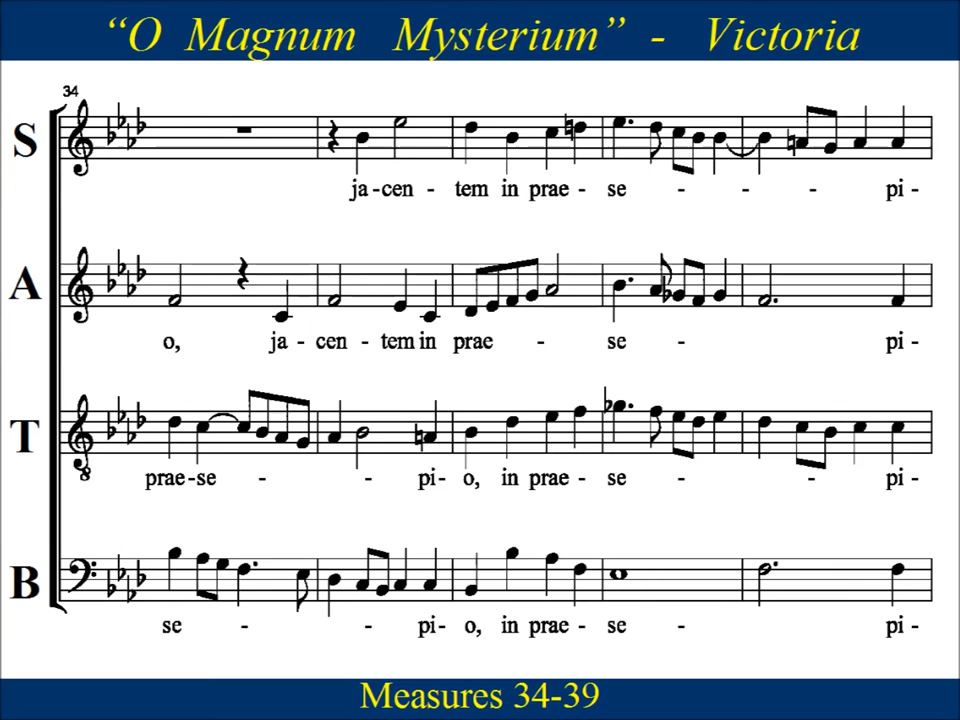 “O Magnum Mysterium” - Victoria
34
S
ja - cen - tem in prae - se - - - pi -
A
o, ja - cen - tem in prae - se - pi -
T
8
prae - se - - pi - o, in prae - se - - pi -
B
se - - pi - o, in prae - se - pi -
Measures 34-39